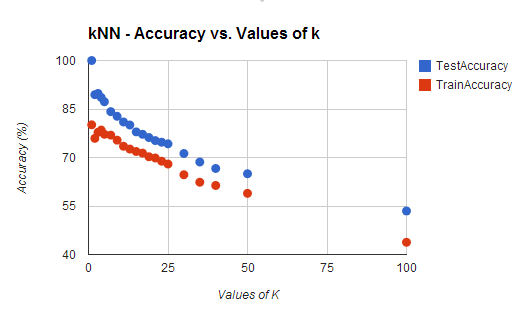 kNN - Accuracy vs. Values of k
100
85
70
55
40
0 25 50 75 100
Accuracy (%)
Values of K
TestAccuracy
TrainAccuracy